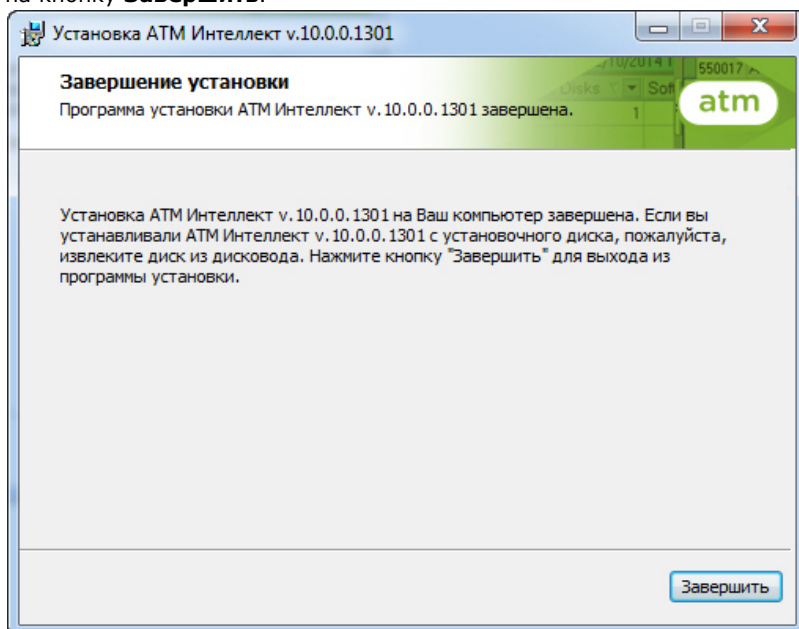 на кнопку Завершить.
Установка АТМ Интеллект v.10.0.0.1301
Завершение установки
Программа установки АТМ Интеллект v.10.0.0.1301 завершена.
/10/2014 1
550017
Disks
Sof
1
atm
Установка АТМ Интеллект v.10.0.0.1301 на Ваш компьютер завершена. Если вы
устанавливали АТМ Интеллект v.10.0.0.1301 с установочного диска, пожалуйста,
извлеките диск из дисковода. Нажмите кнопку "Завершить" для выхода из
программы установки.
Завершить